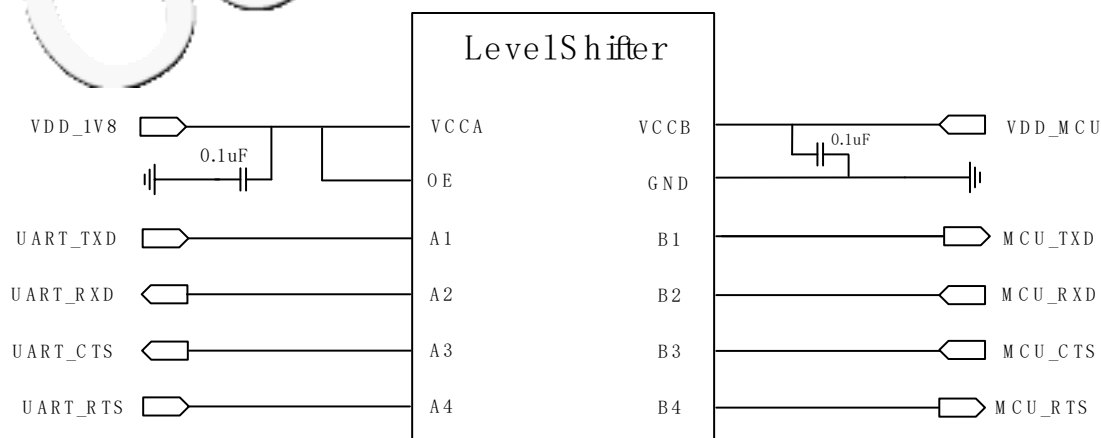 LevelShifter
VDD_1V8 VCCA VCCB VDD_MCU
0.1uF 0.1uF
OE GND
UART_TXD A1 B1 MCU_TXD
UART_RXD A2 B2 MCU_RXD
UART_CTS A3 B3 MCU_CTS
UART_RTS A4 B4 MCU_RTS